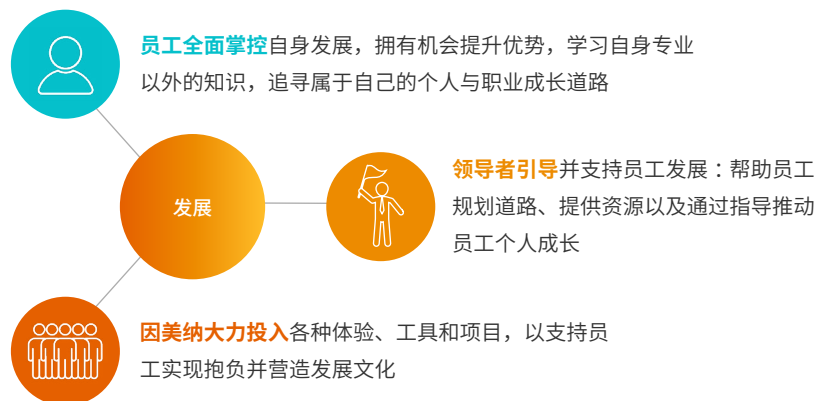 员工全面掌控自身发展，拥有机会提升优势，学习自身专业
以外的知识，追寻属于自己的个人与职业成长道路
发展
领导者引导并支持员工发展：帮助员工
规划道路、提供资源以及通过指导推动
员工个人成长
因美纳大力投入各种体验、工具和项目，以支持员
工实现抱负并营造发展文化